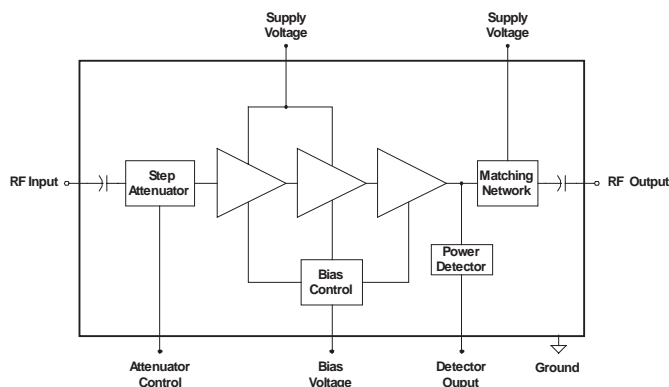 Supply
Voltage
Supply
Voltage
RF Input
Step
Attenuator
Matching
Network
RF Output
Power
Detector
Bias
Control
Attenuator
Control
Bias
Voltage
Detector
Ouput
Ground